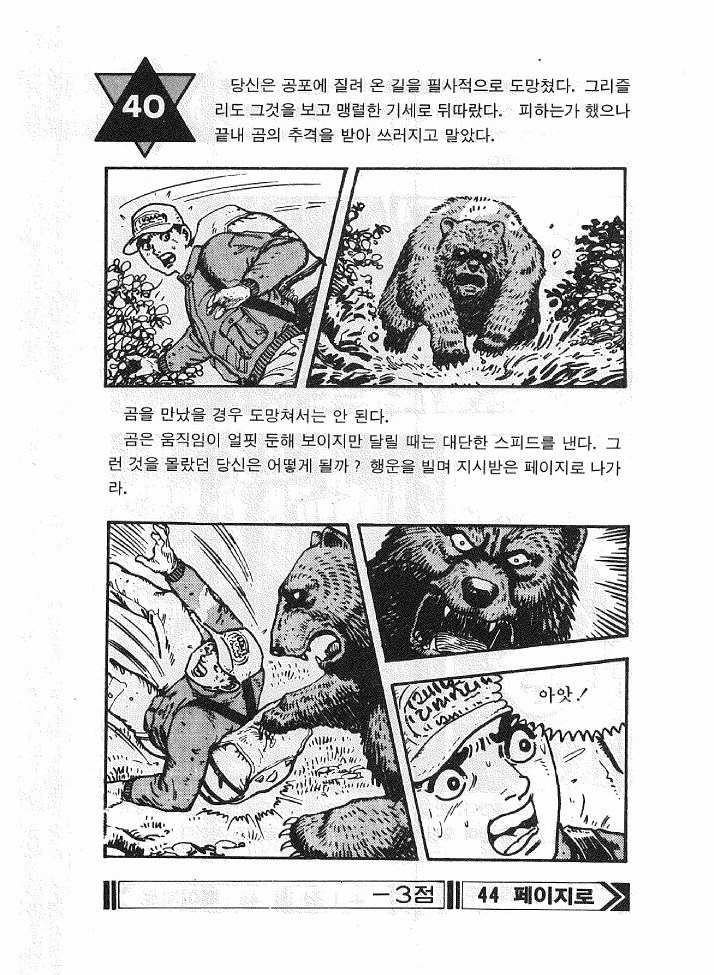 40
당신은 공포에 질려 온 길을 필사적으로 도망쳤다. 그리즐
리도 그것을 보고 맹렬한 기세로 뒤따랐다. 피하는가 했으나
끝내 곰의 추격을 받아 쓰러지고 말았다.
곰을 만났을 경우 도망쳐서는 안 된다.
곰은 움직임이 얼핏 둔해 보이지만 달릴 때는 대단한 스피드를 낸다. 그
런 것을 몰랐던 당신은 어떻게 될까? 행운을 빌며 지시받은 페이지로 나가
라.
아앗!
-3점
44 페이지로